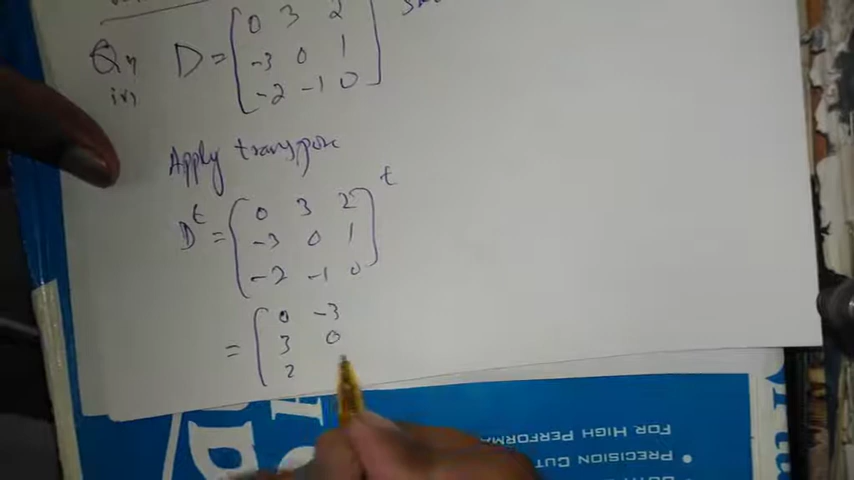 Qn D = [ 0 3 2
iv) -3 0 1
-2 -1 0 ]
Apply transpose
D^t = [ 0 3 2
-3 0 1
-2 -1 0 ]^t
= [ 0 -3
3 0
2
FOR HIGH
PRECISION CUT